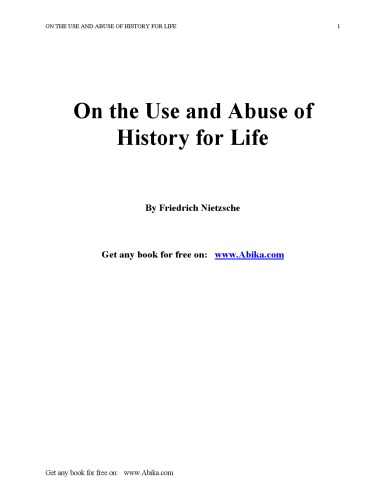 ON THE USE AND ABUSE OF HISTORY FOR LIFE 1
On the Use and Abuse of
History for Life
By Friedrich Nietzsche
Get any book for free on: www.Abika.com
Get any book for free on: www.Abika.com